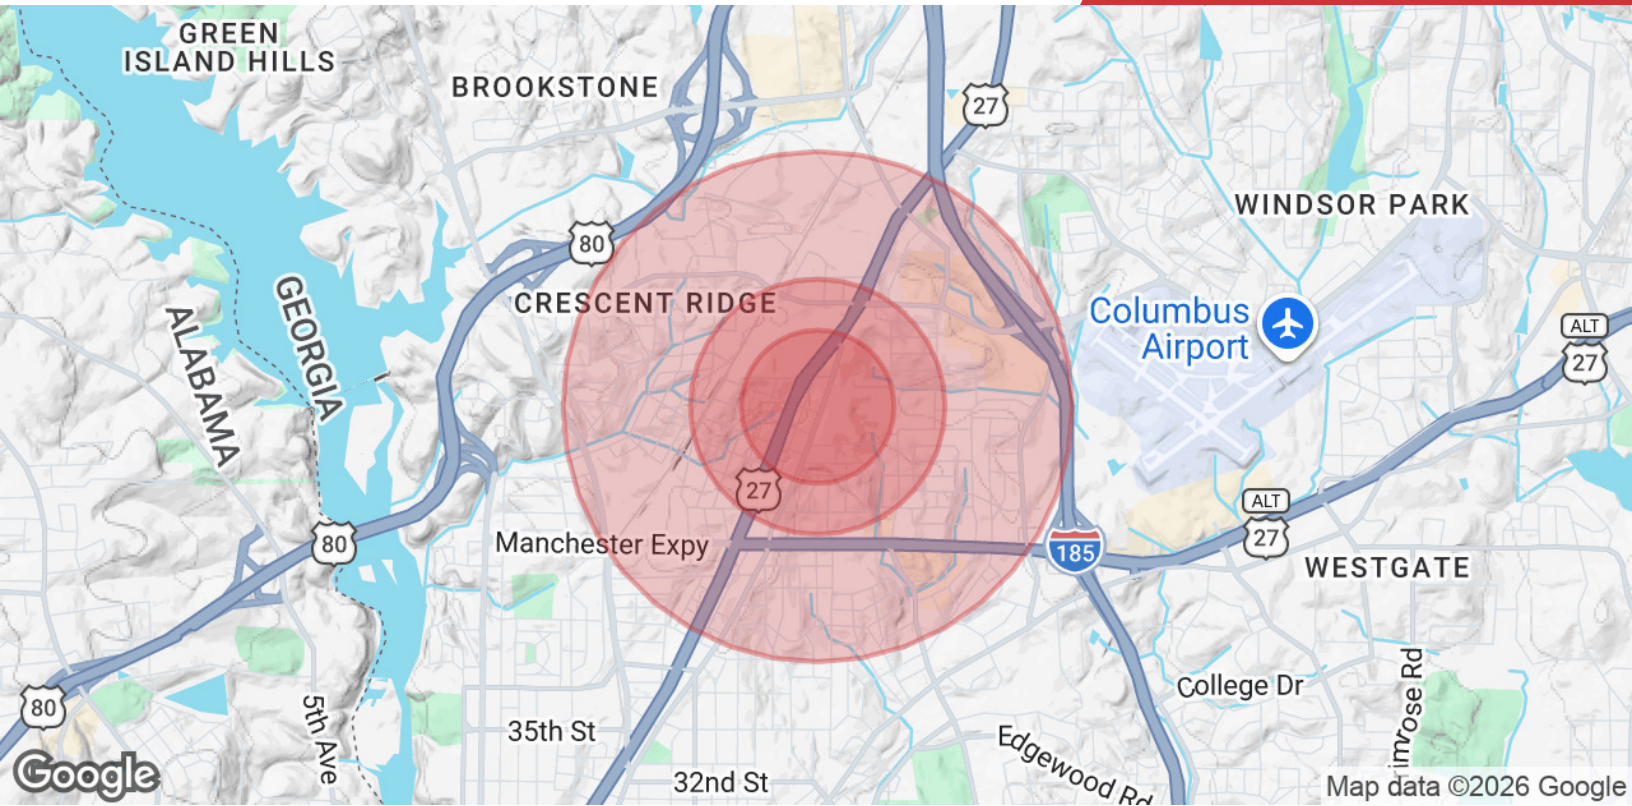 GREEN
ISLAND HILLS
BROOKSTONE
27
WINDSOR PARK
80
CRESCENT RIDGE
GEORGIA
ALABAMA
Columbus
Airport
ALT
27
27
ALT
27
80
Manchester Expy
185
WESTGATE
80
5th Ave
35th St
32nd St
College Dr
Edgewood Rd
imrose Rd
Google
Map data ©2026 Google